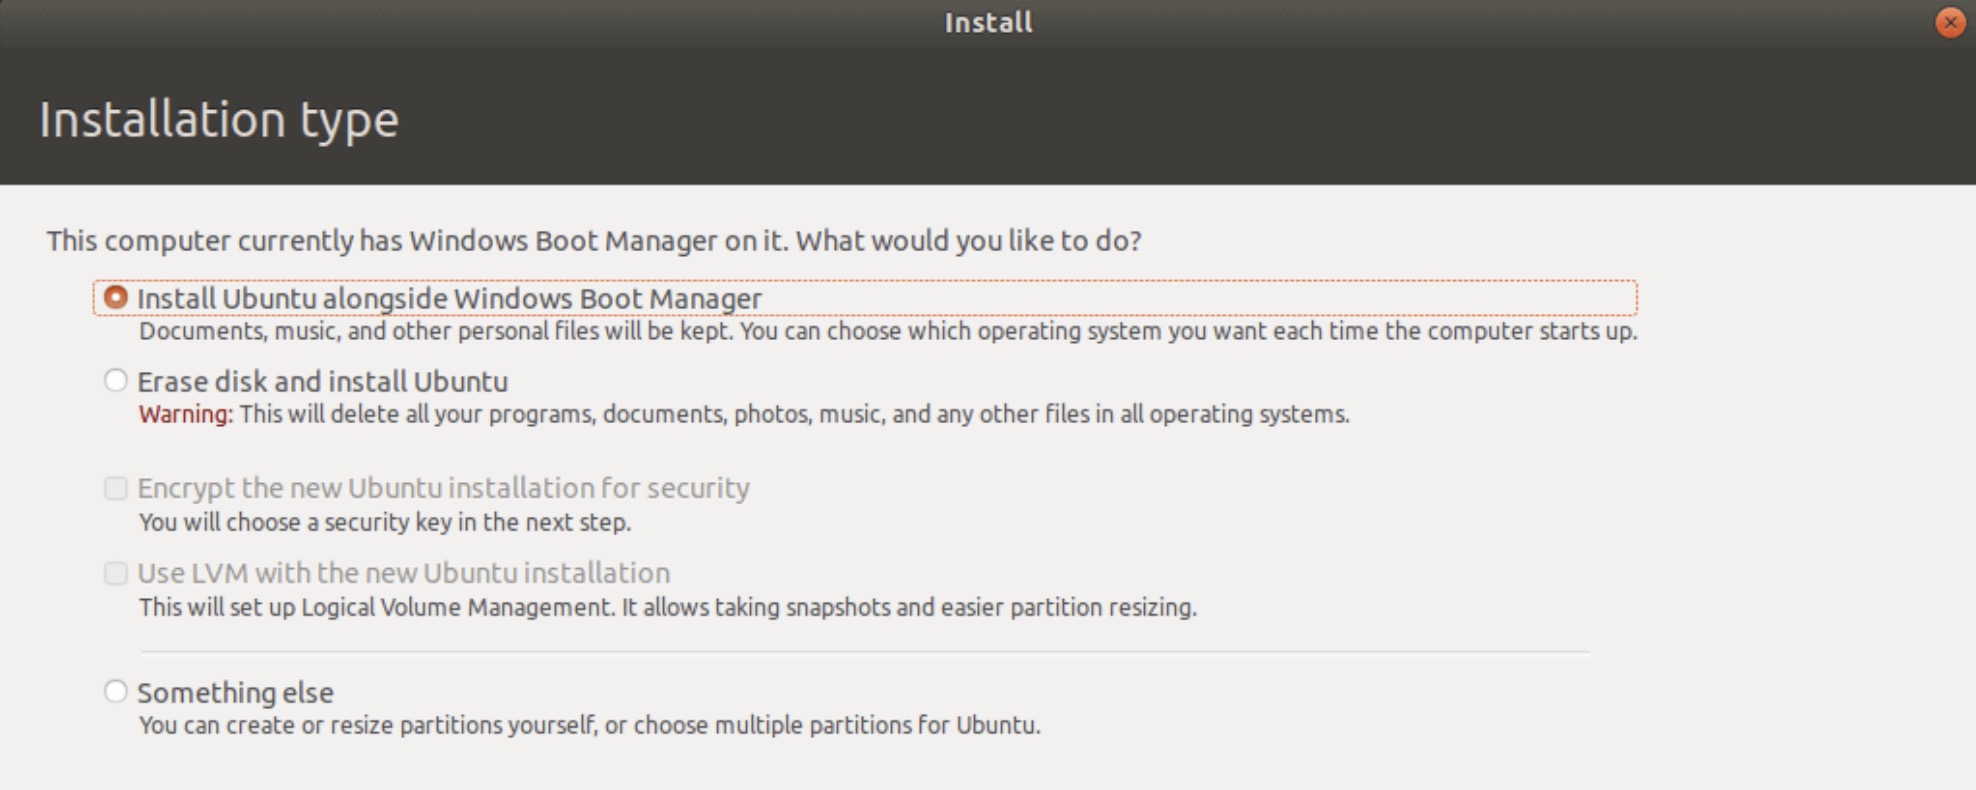 Install
Installation type
This computer currently has Windows Boot Manager on it. What would you like to do?
Install Ubuntu alongside Windows Boot Manager
Documents, music, and other personal files will be kept. You can choose which operating system you want each time the computer starts up.
Erase disk and install Ubuntu
Warning: This will delete all your programs, documents, photos, music, and any other files in all operating systems.
Encrypt the new Ubuntu installation for security
You will choose a security key in the next step.
Use LVM with the new Ubuntu installation
This will set up Logical Volume Management. It allows taking snapshots and easier partition resizing.
Something else
You can create or resize partitions yourself, or choose multiple partitions for Ubuntu.